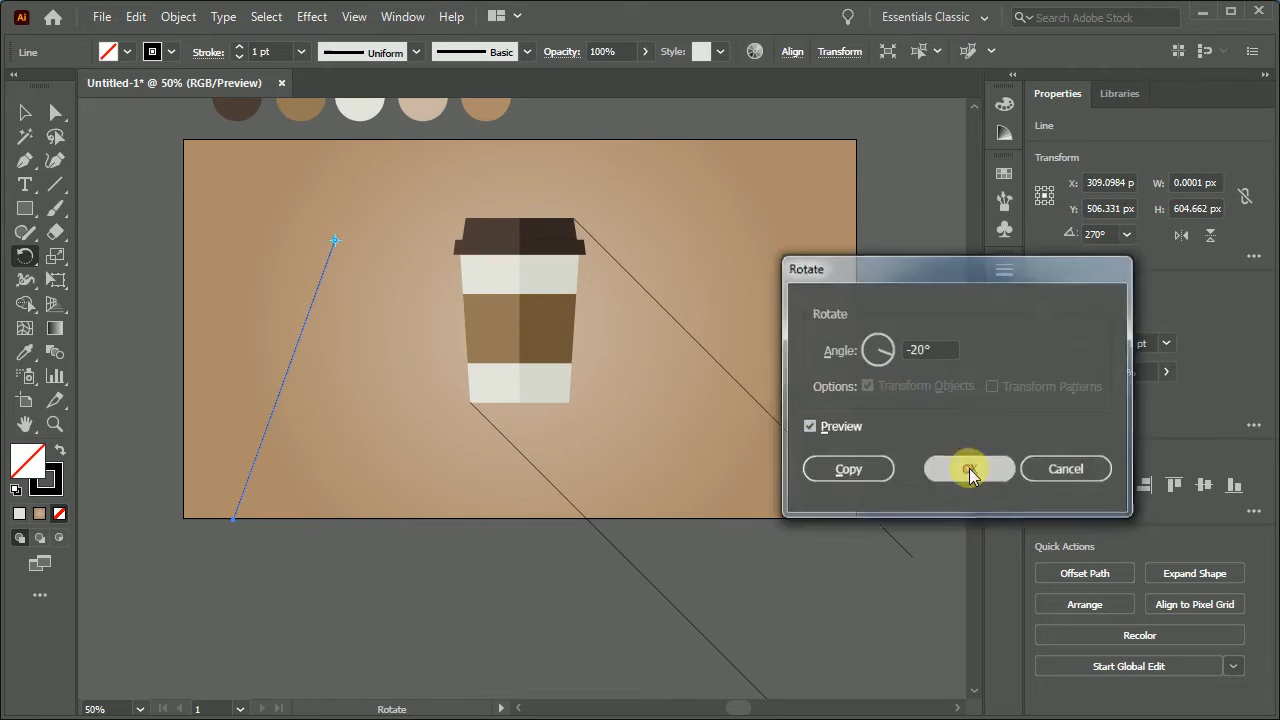 Ai File Edit Object Type Select Effect View Window Help Essentials Classic Search Adobe Stock
Line Stroke: 1 pt Uniform Basic Opacity: 100% Style: Align Transform
Untitled-1* @ 50% (RGB/Preview) ×
Properties Libraries
Line
Transform
X: 309.0984 p W: 0.0001 px
Y: 506.331 px H: 604.662 px
270°
Rotate
Rotate
Angle: -20°
Options: Transform Objects Transform Patterns
Preview
Copy Cancel
pt
%
Quick Actions
Offset Path Expand Shape
Arrange Align to Pixel Grid
Recolor
Start Global Edit
50% 1 Rotate